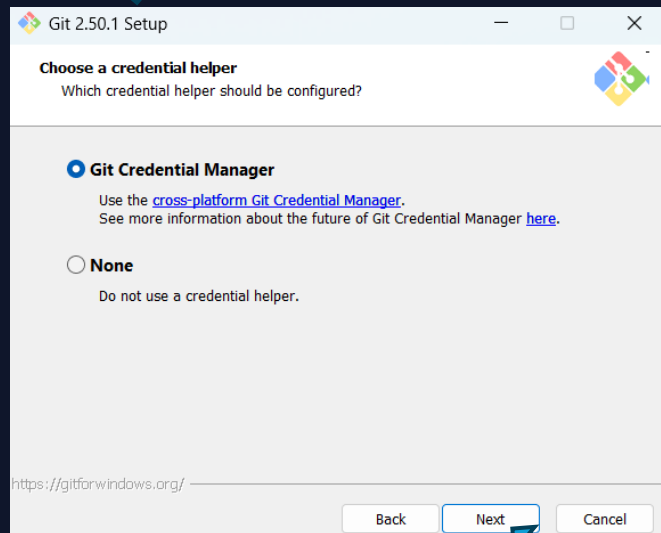 Git 2.50.1 Setup
Choose a credential helper
Which credential helper should be configured?
Git Credential Manager
Use the cross-platform Git Credential Manager.
See more information about the future of Git Credential Manager here.
None
Do not use a credential helper.
https://gitforwindows.org/
Back Next Cancel